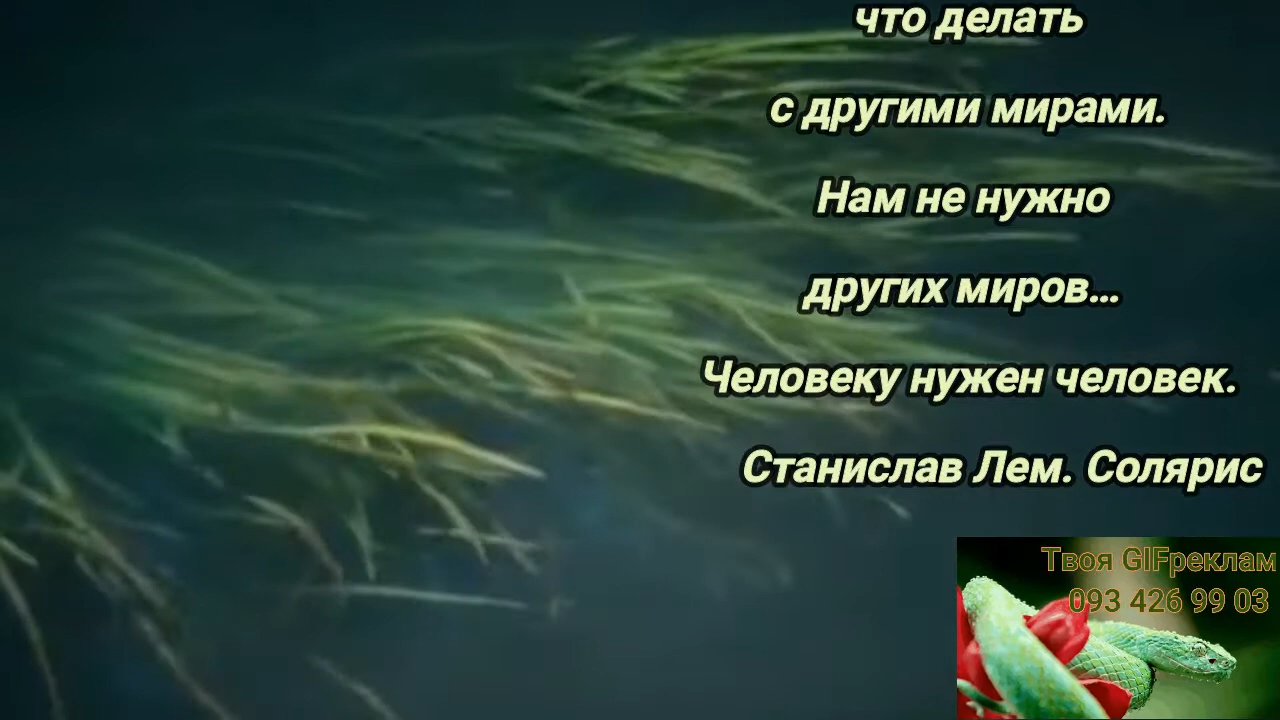 что делать
с другими мирами.
Нам не нужно
других миров...
Человеку нужен человек.
Станислав Лем. Солярис
Твоя GIFреклам
093 426 99 03